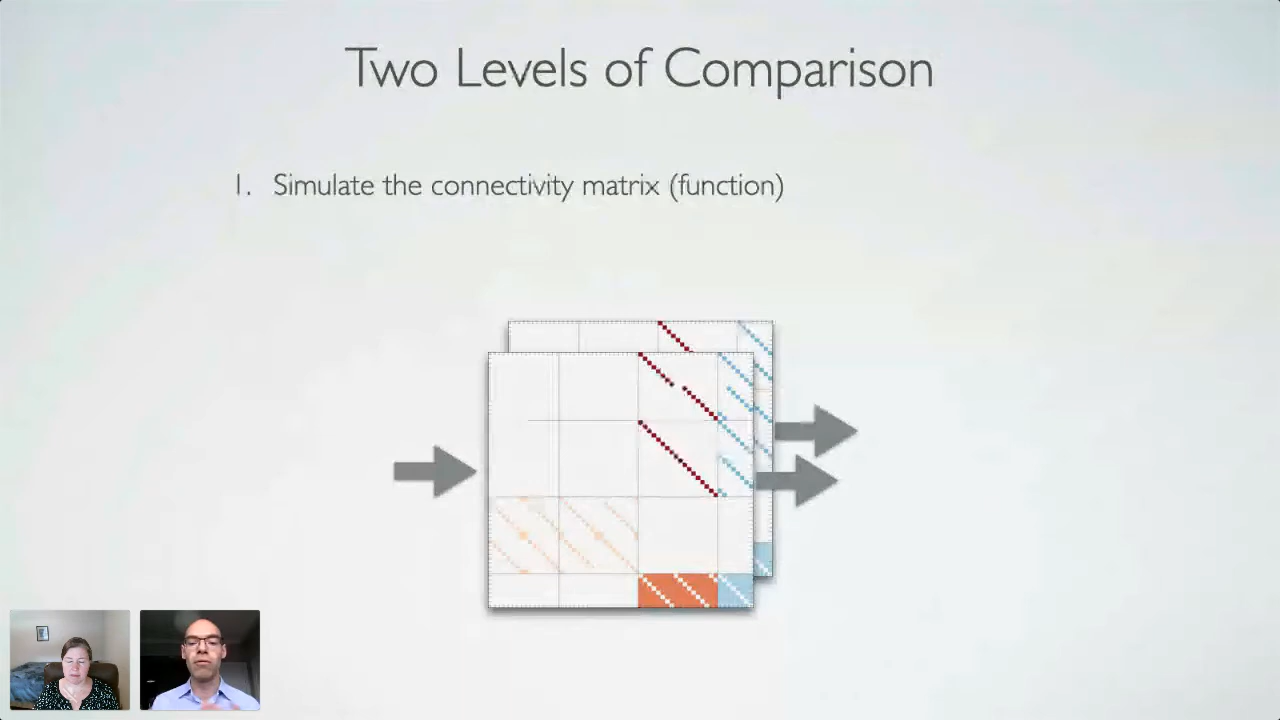 Two Levels of Comparison
1. Simulate the connectivity matrix (function)